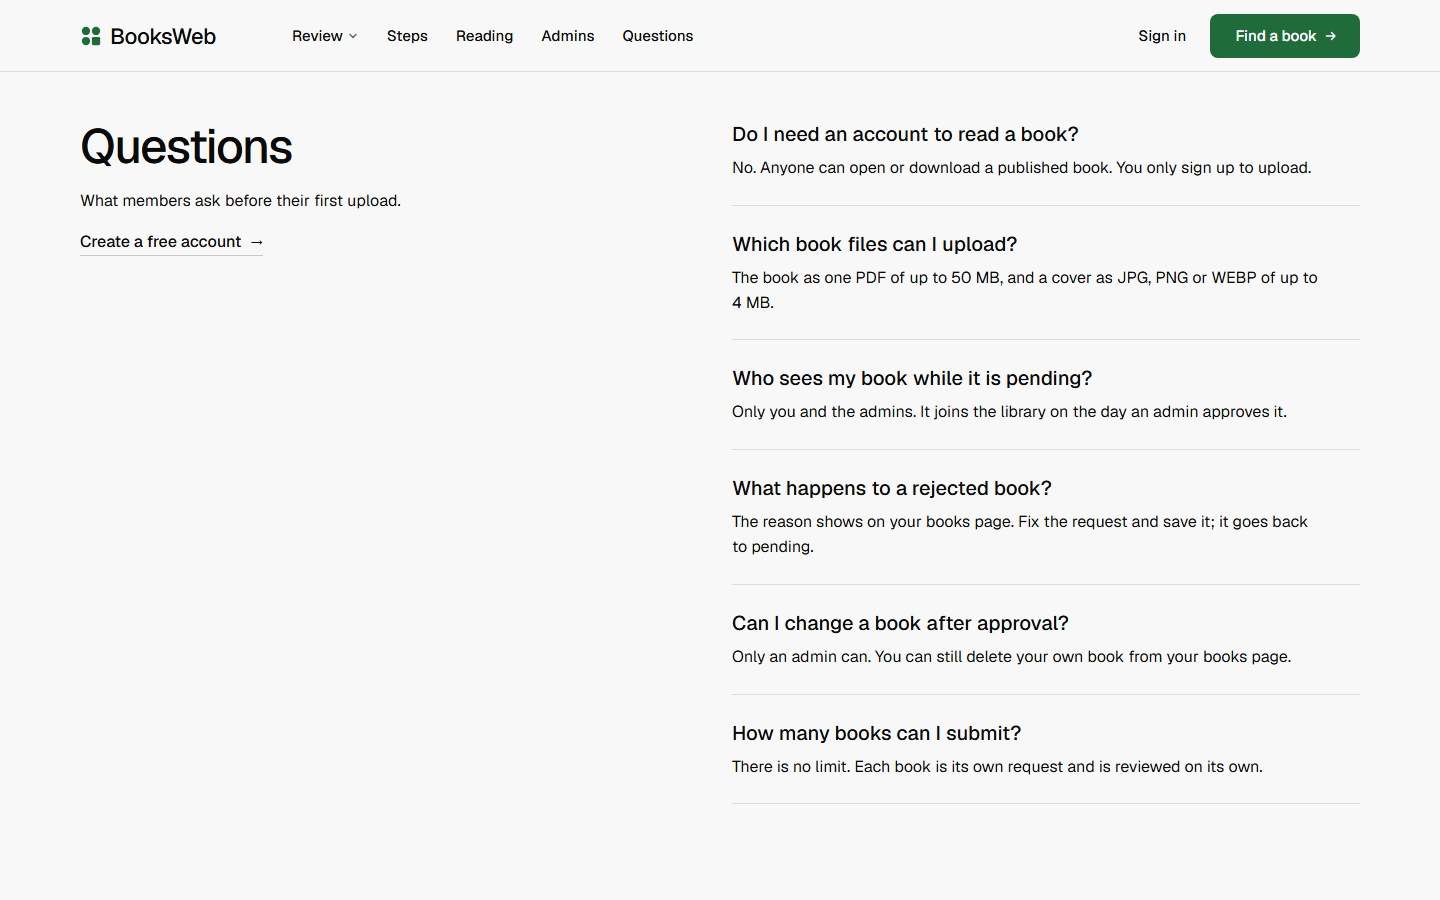 BooksWeb
Review
Steps
Reading
Admins
Questions
Sign in
Find a book →
Questions
What members ask before their first upload.
Create a free account →
Do I need an account to read a book?
No. Anyone can open or download a published book. You only sign up to upload.
Which book files can I upload?
The book as one PDF of up to 50 MB, and a cover as JPG, PNG or WEBP of up to
4 MB.
Who sees my book while it is pending?
Only you and the admins. It joins the library on the day an admin approves it.
What happens to a rejected book?
The reason shows on your books page. Fix the request and save it; it goes back
to pending.
Can I change a book after approval?
Only an admin can. You can still delete your own book from your books page.
How many books can I submit?
There is no limit. Each book is its own request and is reviewed on its own.